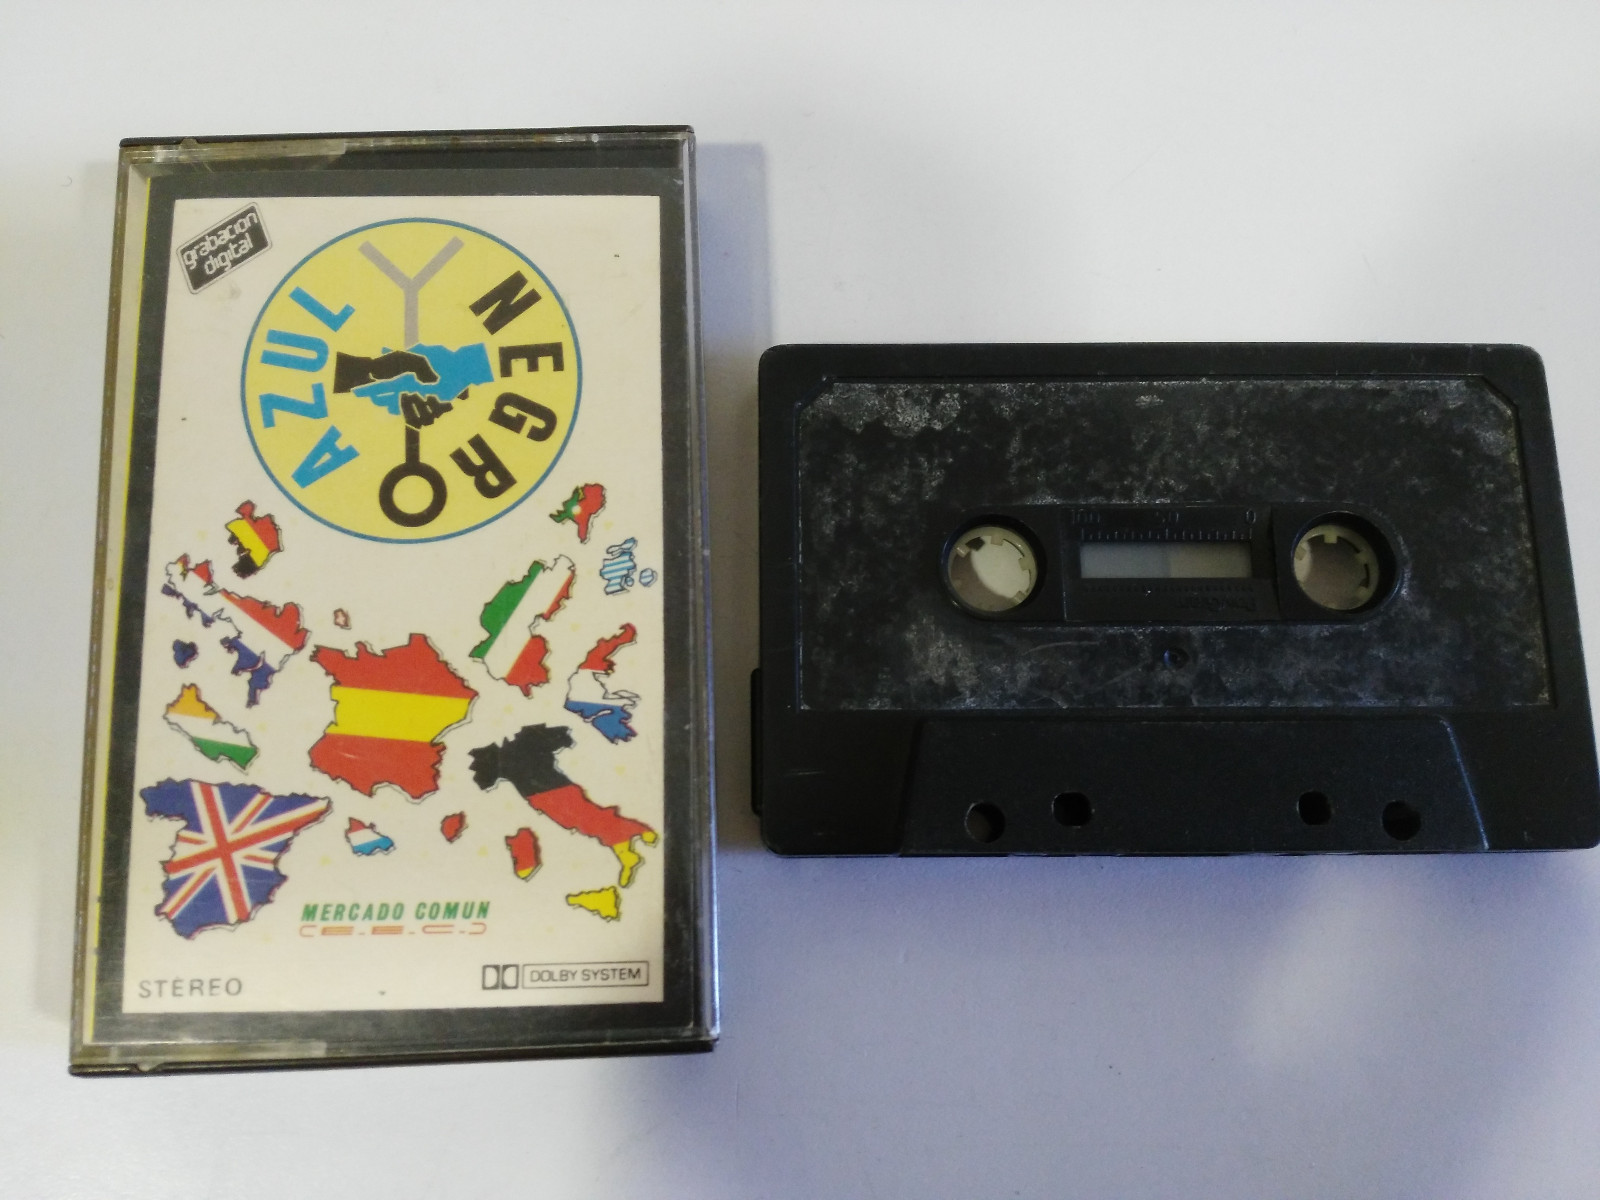 grabacion
digital
AZUL Y NEGRO
MERCADO COMUN
C.E.E.
STEREO
DOLBY SYSTEM
100 50 0